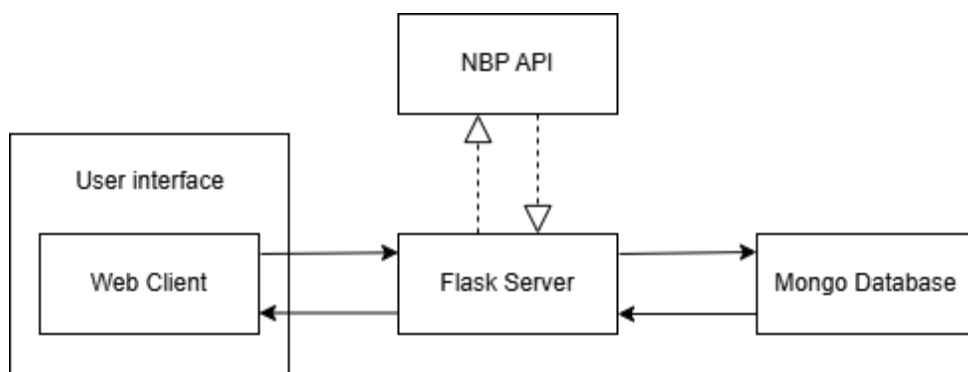 NBP API
User interface
Web Client
Flask Server
Mongo Database